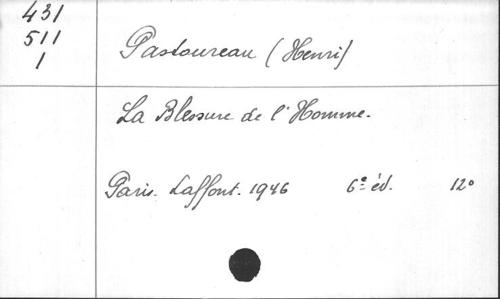 431
511
1
Pastoureau (Henri)
La Blessure de l'Homme.
Paris. Laffont. 1946 6e éd. 12°